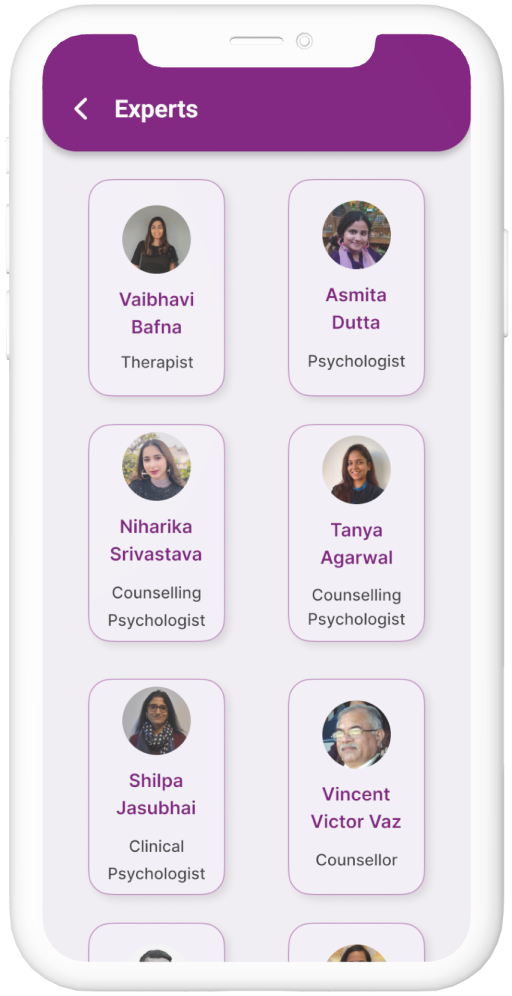 Experts
Vaibhavi
Bafna
Therapist
Asmita
Dutta
Psychologist
Niharika
Srivastava
Counselling
Psychologist
Tanya
Agarwal
Counselling
Psychologist
Shilpa
Jasubhai
Clinical
Psychologist
Vincent
Victor Vaz
Counsellor